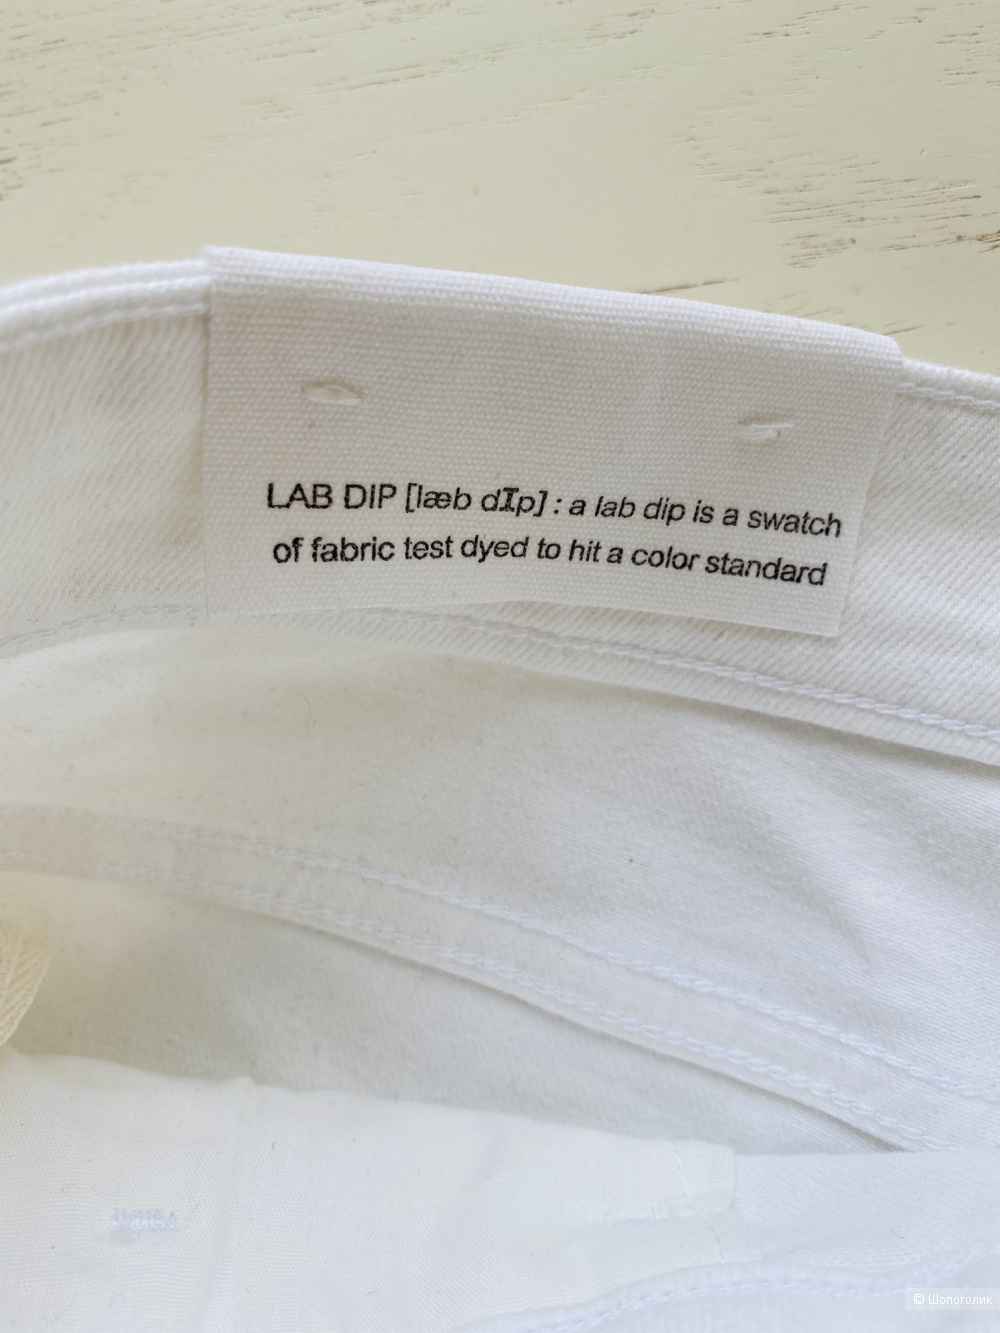 LAB DIP [læb dɪp] : a lab dip is a swatch
of fabric test dyed to hit a color standard
© Шопоголик